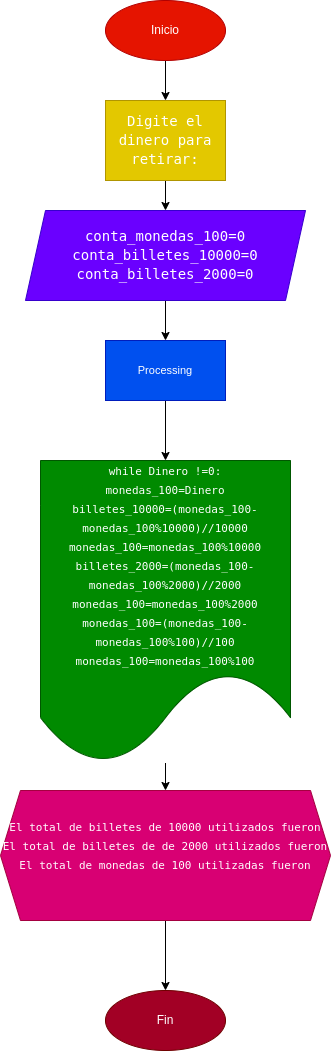 Inicio
Digite el
dinero para
retirar:
conta_monedas_100=0
conta_billetes_10000=0
conta_billetes_2000=0
Processing
while Dinero !=0:
monedas_100=Dinero
billetes_10000=(monedas_100-
monedas_100%10000)//10000
monedas_100=monedas_100%10000
billetes_2000=(monedas_100-
monedas_100%2000)//2000
monedas_100=monedas_100%2000
monedas_100=(monedas_100-
monedas_100%100)//100
monedas_100=monedas_100%100
El total de billetes de 10000 utilizados fueron
El total de billetes de de 2000 utilizados fueron
El total de monedas de 100 utilizadas fueron
Fin